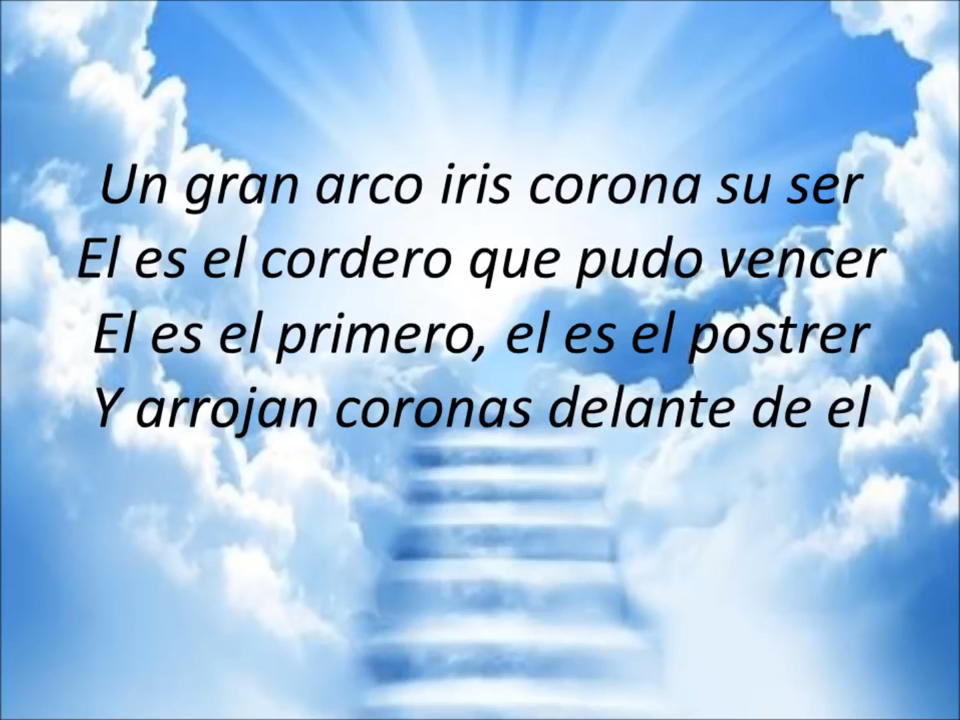 Un gran arco iris corona su ser
El es el cordero que pudo vencer
El es el primero, el es el postrer
Y arrojan coronas delante de el